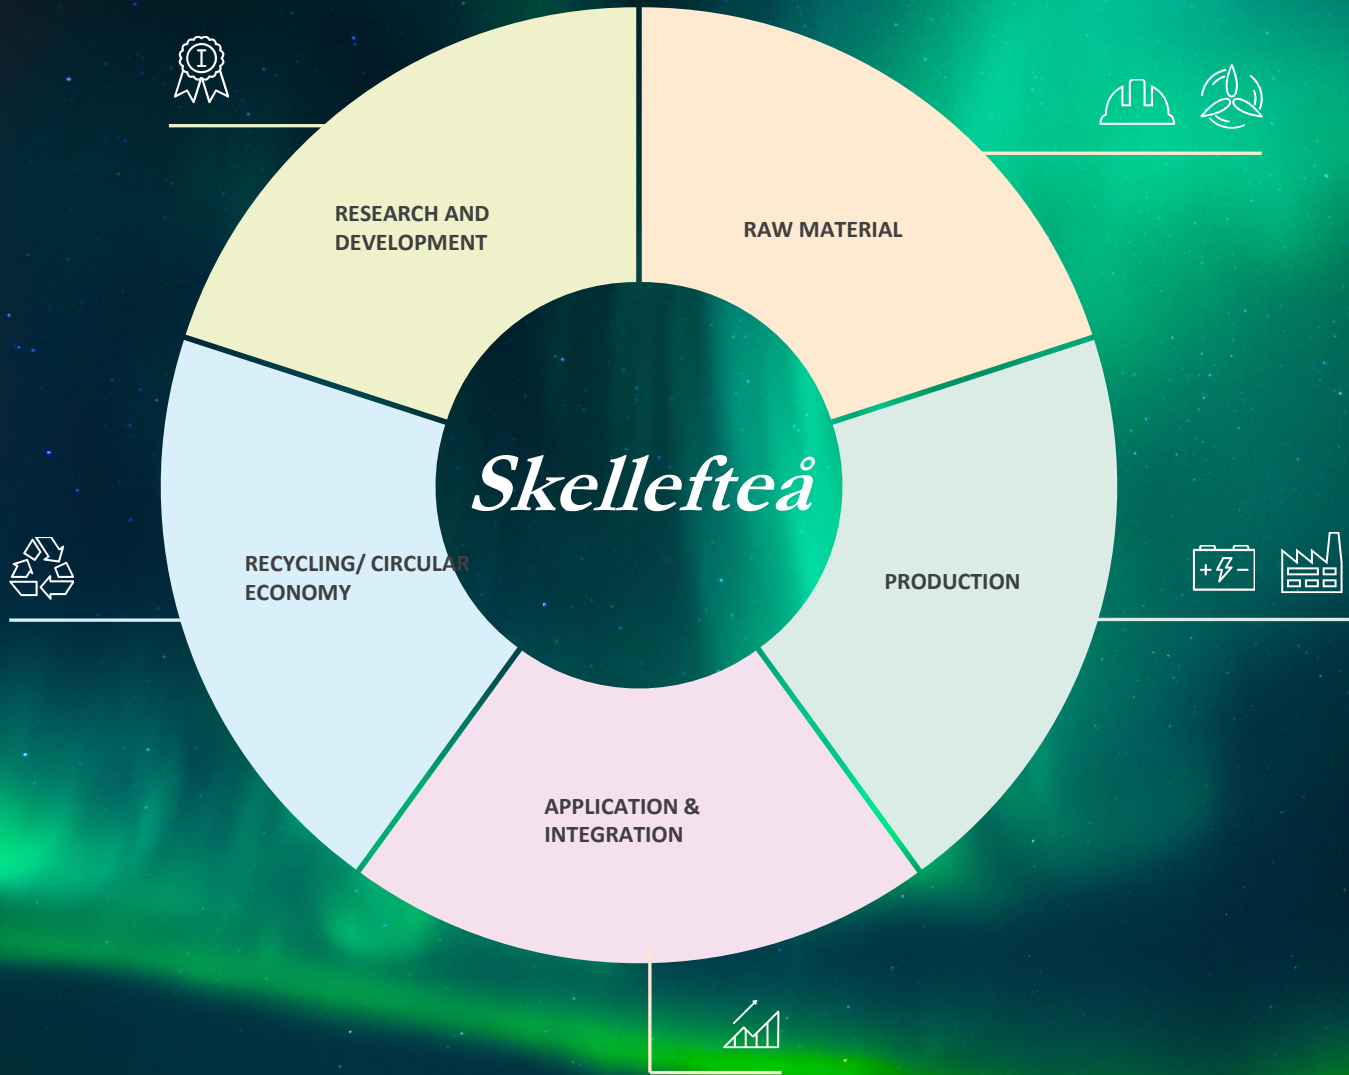 RESEARCH AND
DEVELOPMENT
RAW MATERIAL
Skellefteå
RECYCLING/ CIRCULAR
ECONOMY
PRODUCTION
APPLICATION &
INTEGRATION